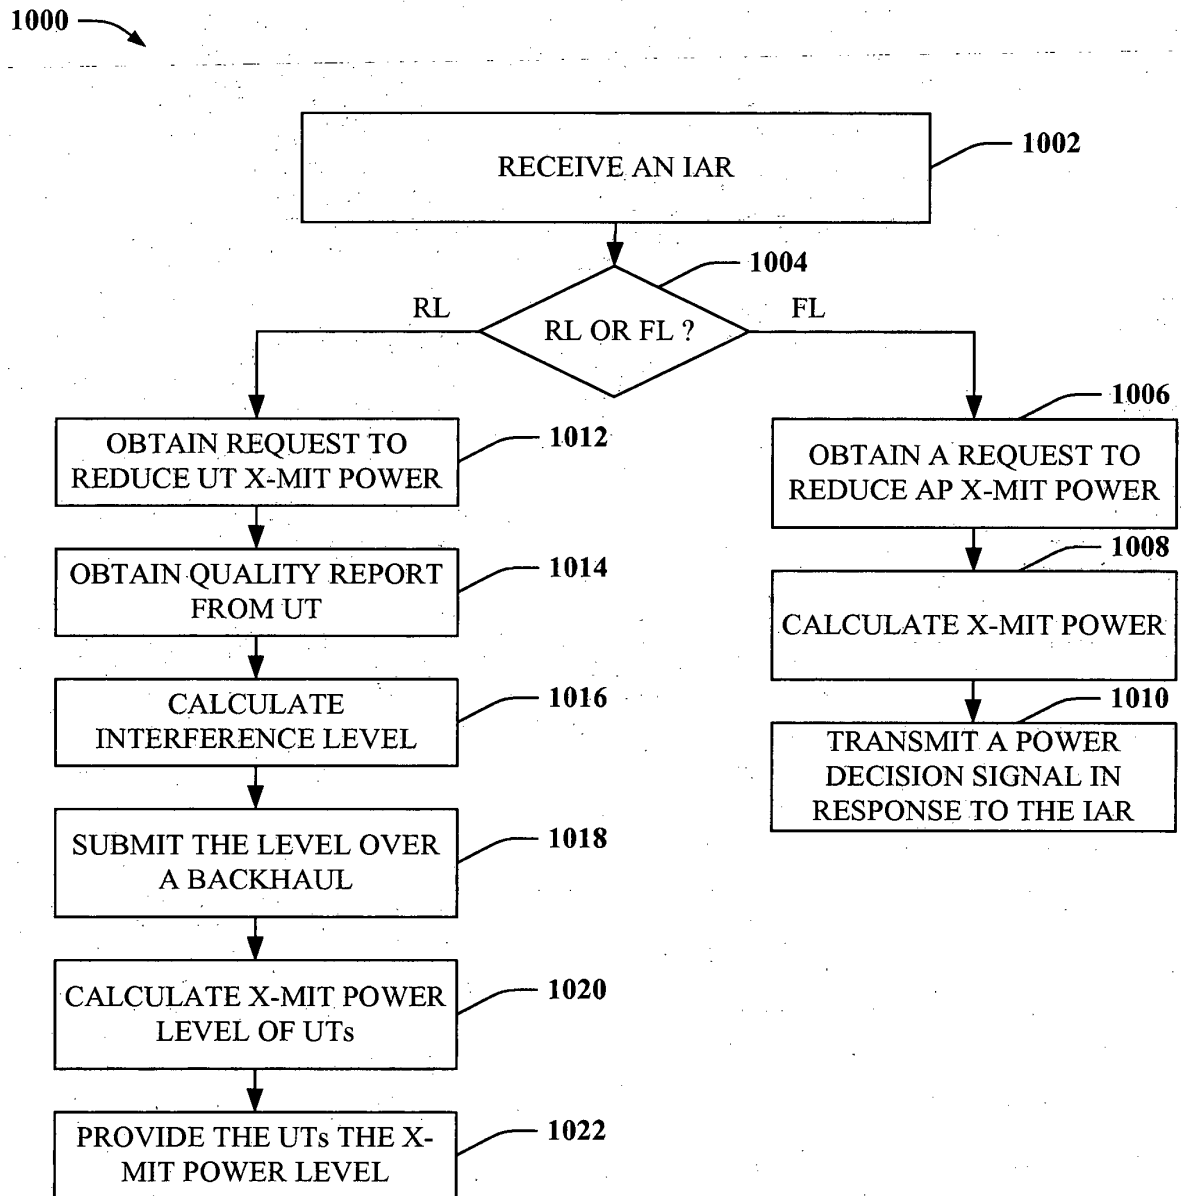 1000
RECEIVE AN IAR
1002
1004
RL
RL OR FL ?
FL
OBTAIN REQUEST TO
REDUCE UT X-MIT POWER
1012
OBTAIN QUALITY REPORT
FROM UT
1014
CALCULATE
INTERFERENCE LEVEL
1016
SUBMIT THE LEVEL OVER
A BACKHAUL
1018
CALCULATE X-MIT POWER
LEVEL OF UTs
1020
PROVIDE THE UTs THE X-
MIT POWER LEVEL
1022
1006
OBTAIN A REQUEST TO
REDUCE AP X-MIT POWER
1008
CALCULATE X-MIT POWER
1010
TRANSMIT A POWER
DECISION SIGNAL IN
RESPONSE TO THE IAR